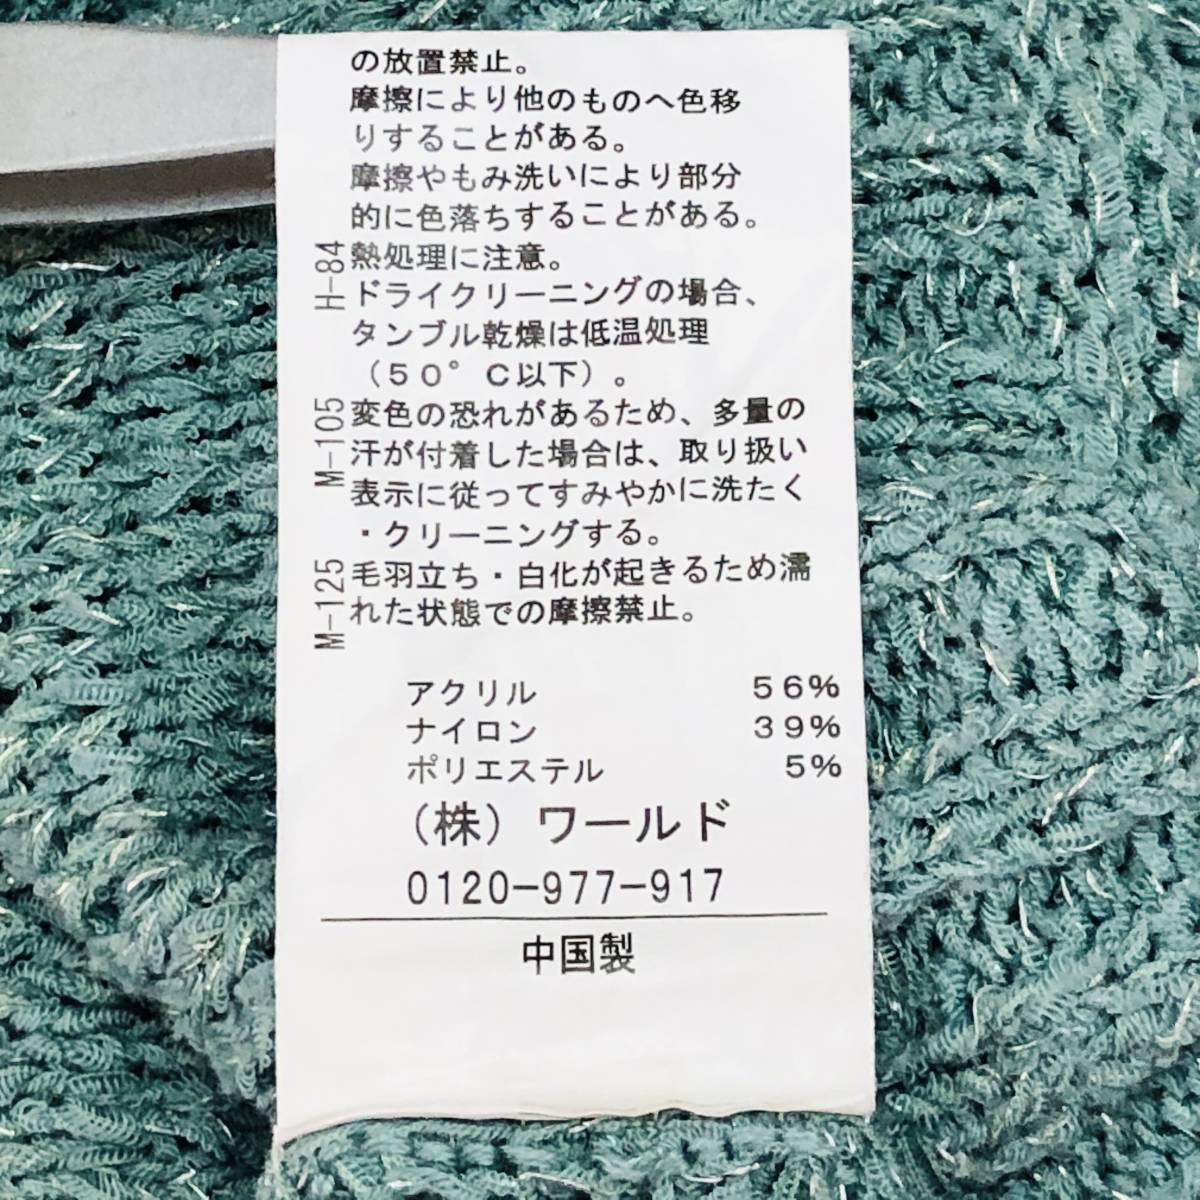 の放置禁止。
摩擦により他のものへ色移
りすることがある。
摩擦やもみ洗いにより部分
的に色落ちすることがある。
H-84
熱処理に注意。
ドライクリーニングの場合、
タンブル乾燥は低温処理
（50°C以下）。
M-105
変色の恐れがあるため、多量の
汗が付着した場合は、取り扱い
表示に従ってすみやかに洗たく
・クリーニングする。
M-125
毛羽立ち・白化が起きるため濡
れた状態での摩擦禁止。
アクリル 56%
ナイロン 39%
ポリエステル 5%
（株）ワールド
0120-977-917
中国製